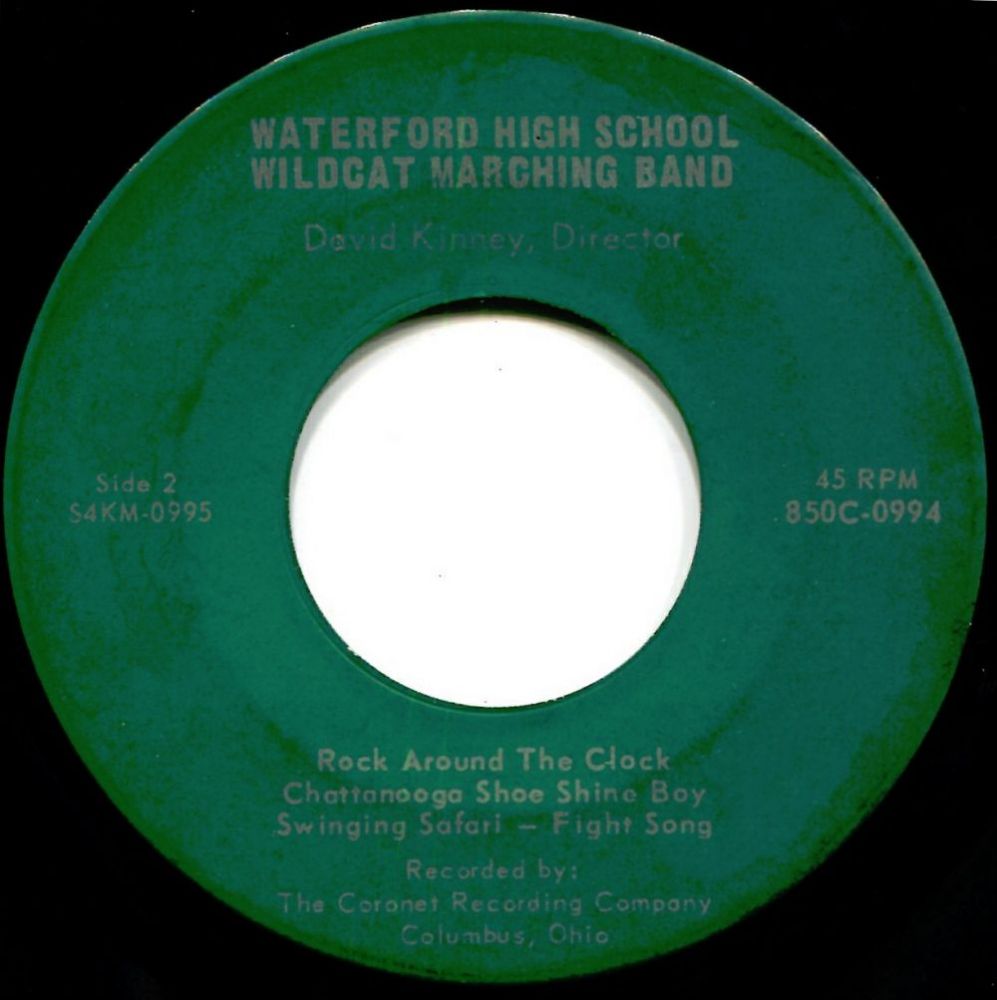 WATERFORD HIGH SCHOOL
WILDCAT MARCHING BAND
David Kinney, Director
Side 2
S4KM-0995
45 RPM
850C-0994
Rock Around The Clock
Chattanooga Shoe Shine Boy
Swinging Safari — Fight Song
Recorded by:
The Coronet Recording Company
Columbus, Ohio